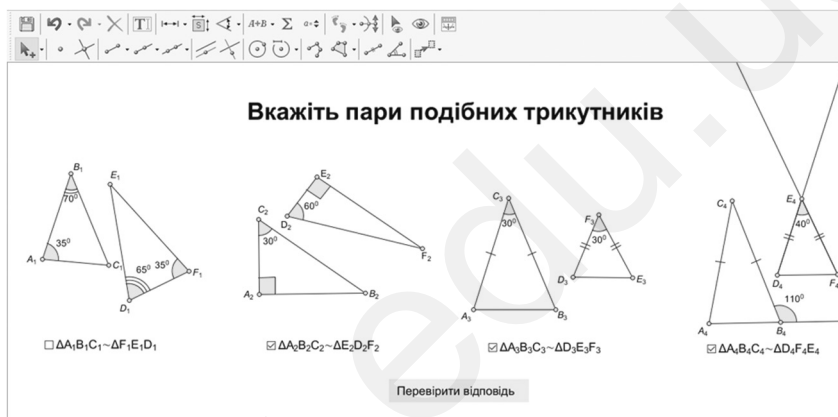 A+B Σ
Вкажіть пари подібних трикутників
B₁
E₁
70⁰
35⁰
A₁
C₁
65⁰ 35⁰
F₁
D₁
E₂
C₂
60⁰
D₂
30⁰
F₂
A₂
B₂
C₃
30⁰
F₃
30⁰
D₃
E₃
A₃
B₃
C₄
E₄
40⁰
D₄
F₄
110⁰
A₄
B₄
ΔA₁B₁C₁~ΔF₁E₁D₁
ΔA₂B₂C₂~ΔE₂D₂F₂
ΔA₃B₃C₃~ΔD₃E₃F₃
ΔA₄B₄C₄~ΔD₄F₄E₄
Перевірити відповідь
edu.u